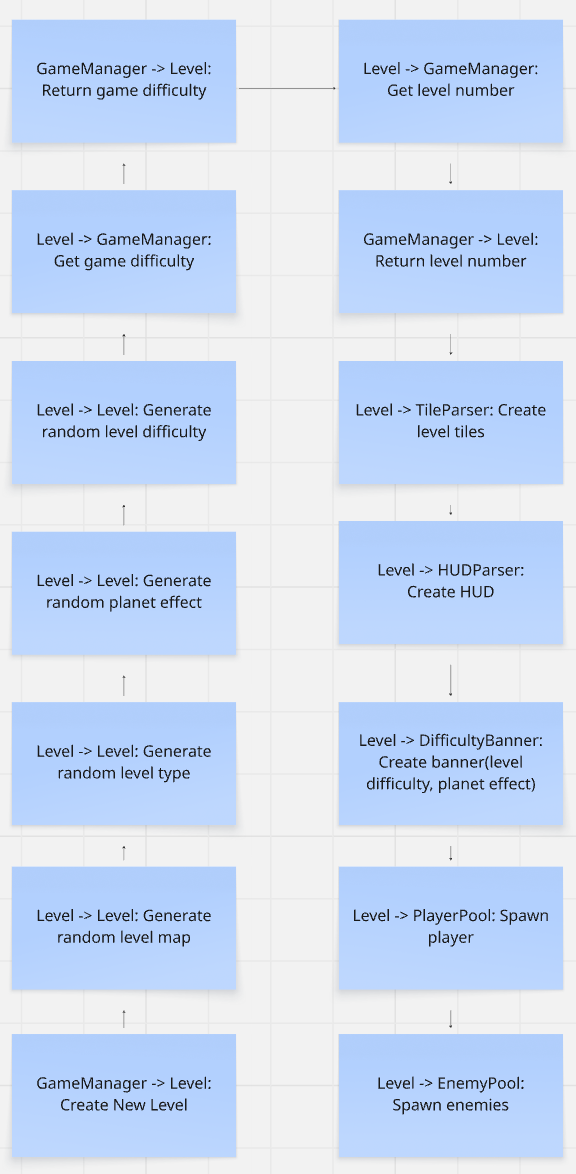 GameManager -> Level:
Return game difficulty
Level -> GameManager:
Get level number
Level -> GameManager:
Get game difficulty
GameManager -> Level:
Return level number
Level -> Level: Generate
random level difficulty
Level -> TileParser: Create
level tiles
Level -> Level: Generate
random planet effect
Level -> HUDParser:
Create HUD
Level -> Level: Generate
random level type
Level -> DifficultyBanner:
Create banner(level
difficulty, planet effect)
Level -> Level: Generate
random level map
Level -> PlayerPool: Spawn
player
GameManager -> Level:
Create New Level
Level -> EnemyPool:
Spawn enemies